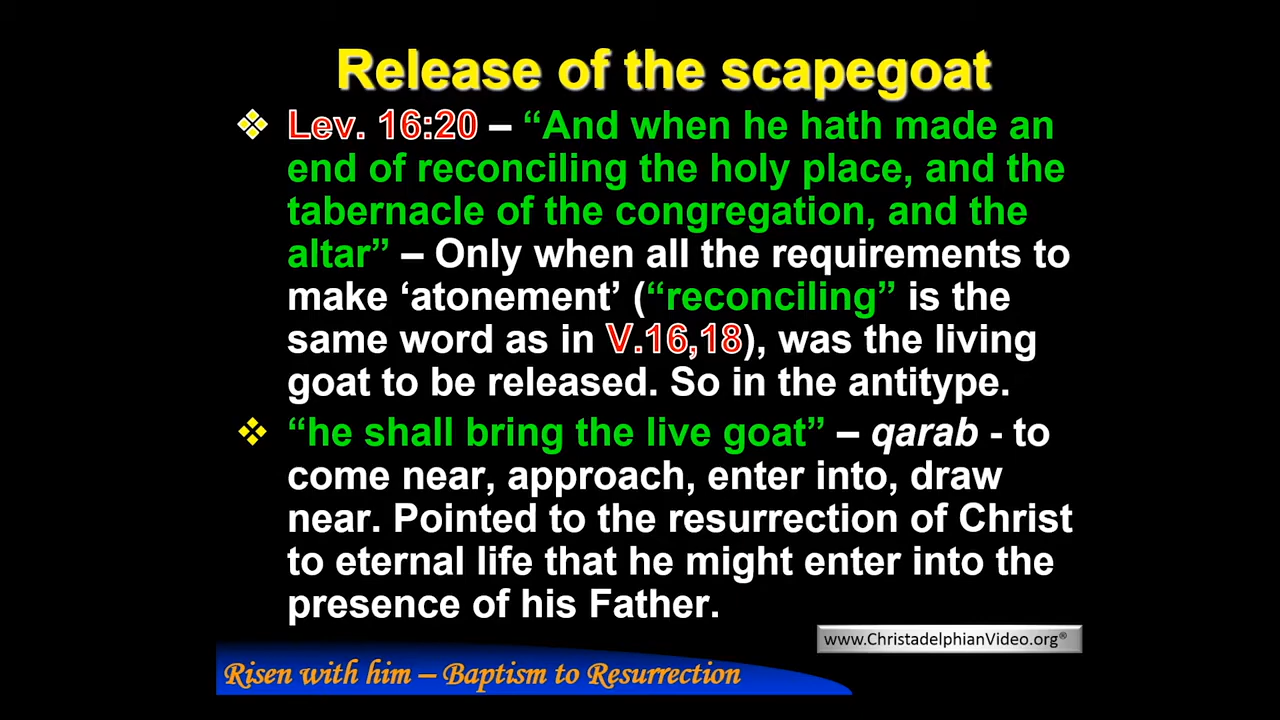 Release of the scapegoat
Lev. 16:20 – “And when he hath made an
end of reconciling the holy place, and the
tabernacle of the congregation, and the
altar” – Only when all the requirements to
make ‘atonement’ (“reconciling” is the
same word as in V.16,18), was the living
goat to be released. So in the antitype.
“he shall bring the live goat” – qarab - to
come near, approach, enter into, draw
near. Pointed to the resurrection of Christ
to eternal life that he might enter into the
presence of his Father.
www.ChristadelphianVideo.org®
Risen with him – Baptism to Resurrection